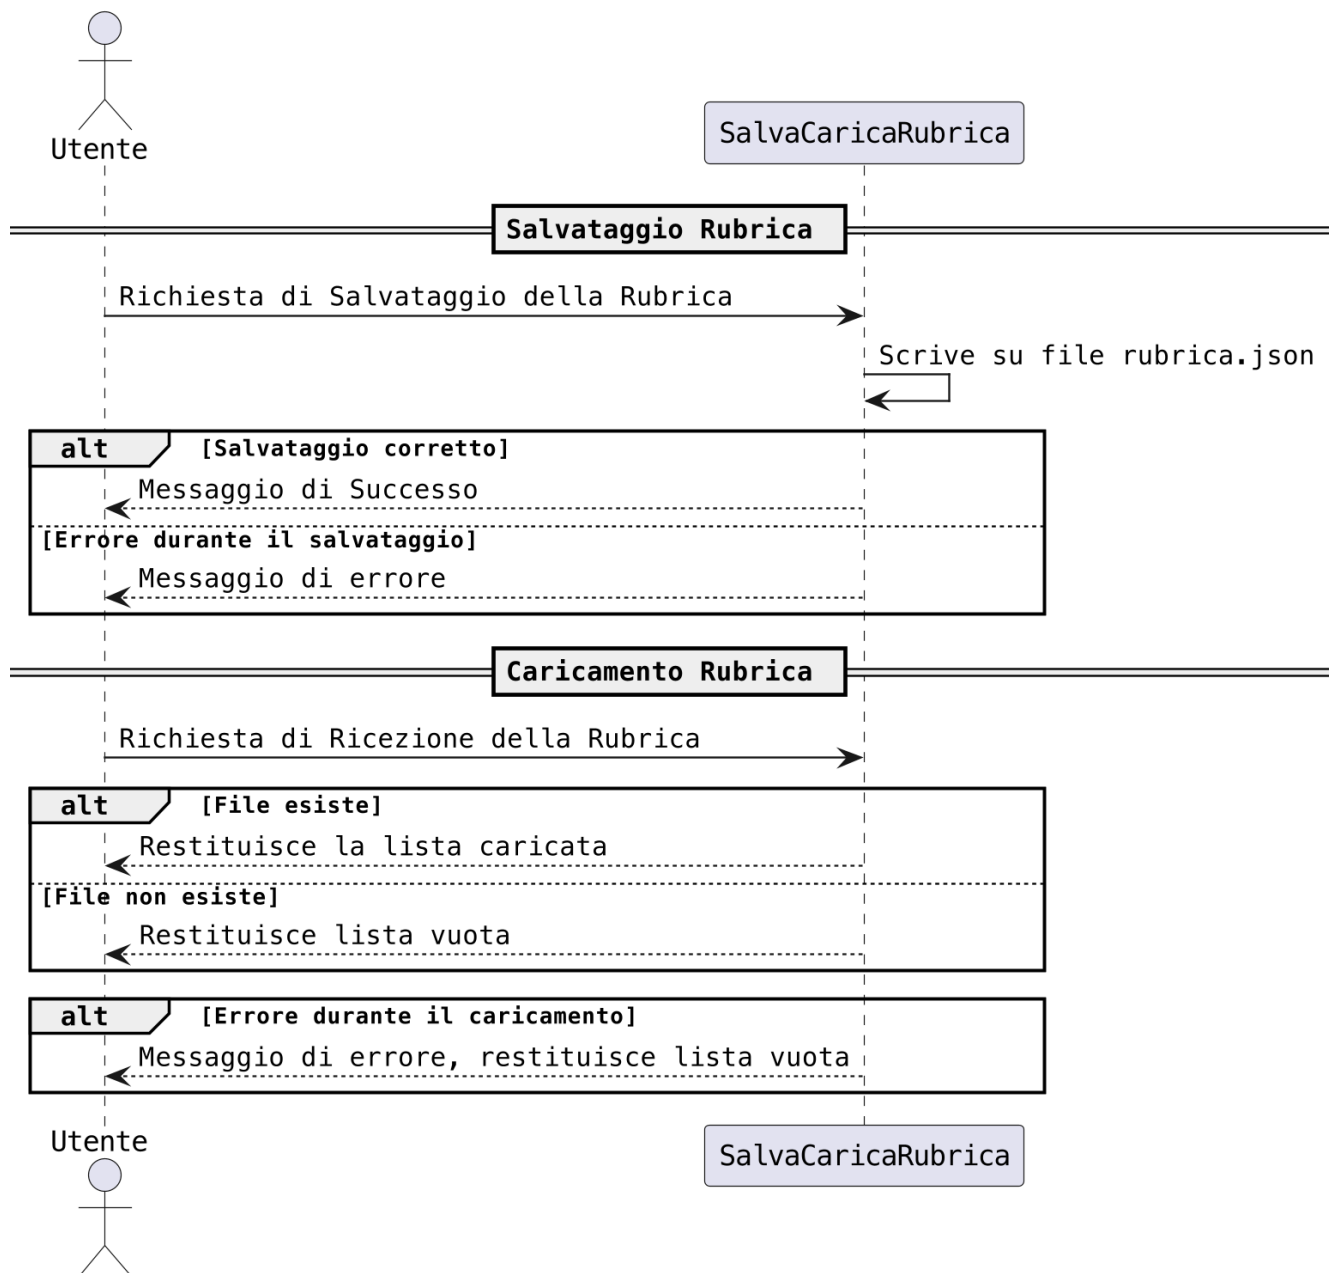 Utente
SalvaCaricaRubrica
Salvataggio Rubrica
Richiesta di Salvataggio della Rubrica
Scrive su file rubrica.json
alt [Salvataggio corretto]
Messaggio di Successo
[Errore durante il salvataggio]
Messaggio di errore
Caricamento Rubrica
Richiesta di Ricezione della Rubrica
alt [File esiste]
Restituisce la lista caricata
[File non esiste]
Restituisce lista vuota
alt [Errore durante il caricamento]
Messaggio di errore, restituisce lista vuota
Utente
SalvaCaricaRubrica